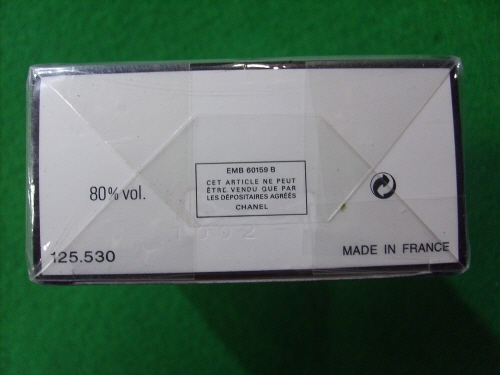 EMB 60159 B
CET ARTICLE NE PEUT
ÊTRE VENDU QUE PAR
LES DÉPOSITAIRES AGRÉÉS
CHANEL
80% vol.
125.530
MADE IN FRANCE